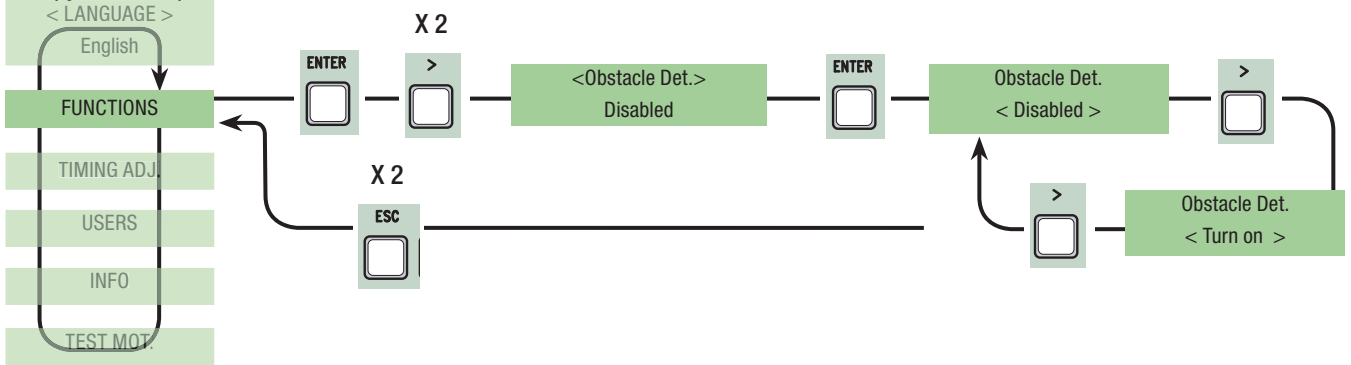 < LANGUAGE >
English
FUNCTIONS
TIMING ADJ.
USERS
INFO
TEST MOT.
ENTER
X 2
>
<Obstacle Det.>
Disabled
ENTER
Obstacle Det.
< Disabled >
>
Obstacle Det.
< Turn on >
>
X 2
ESC